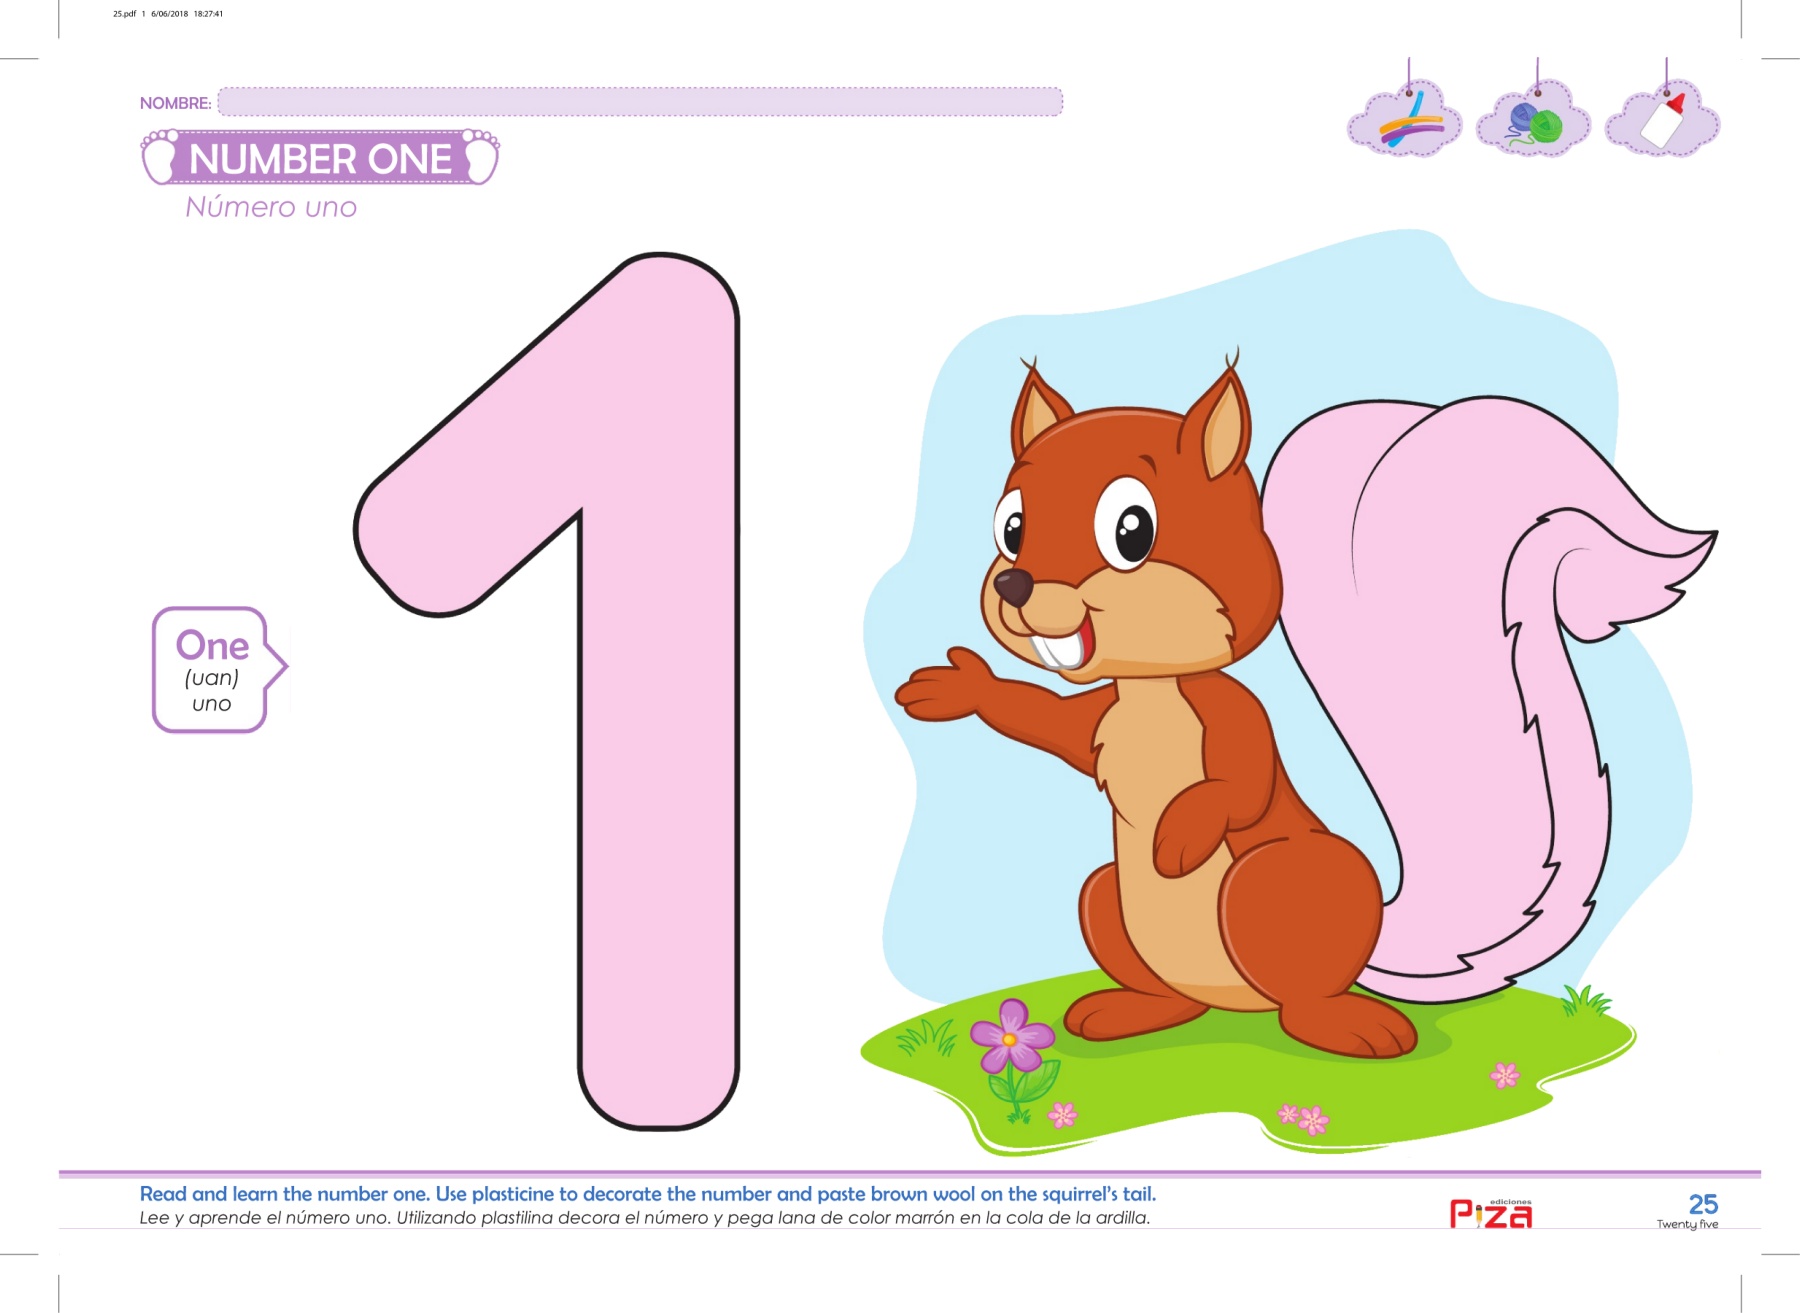 25.pdf 1 6/06/2018 18:27:41
NOMBRE:
NUMBER ONE
Número uno
One
(uan)
uno
Read and learn the number one. Use plasticine to decorate the number and paste brown wool on the squirrel's tail.
Lee y aprende el número uno. Utilizando plastilina decora el número y pega lana de color marrón en la cola de la ardilla.
ediciones
Piza
25
Twenty five
1